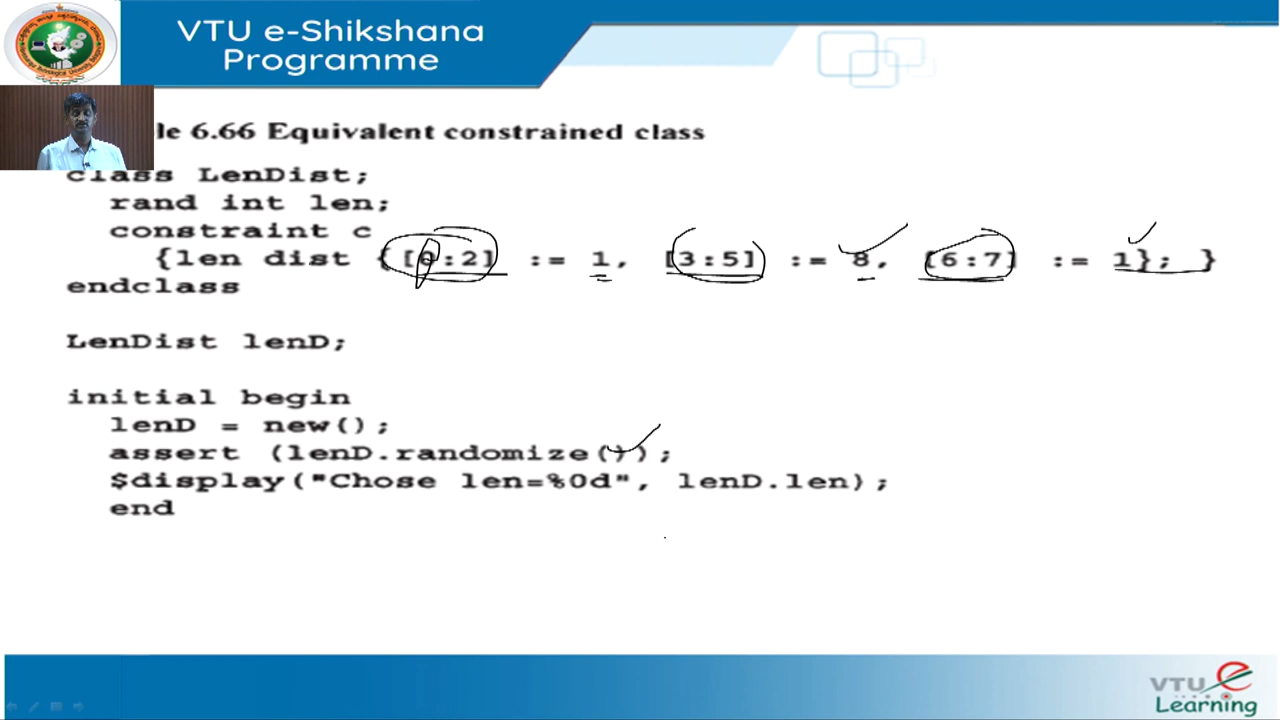 VTU e-Shikshana
Programme
6.66 Equivalent constrained class
class LenDist;
rand int len;
constraint c
{len dist {[0:2] := 1, [3:5] := 8, [6:7] := 1}; }
endclass
LenDist lenD;
initial begin
lenD = new();
assert (lenD.randomize());
$display("Chose len=%0d", lenD.len);
end
VTU e
Learning